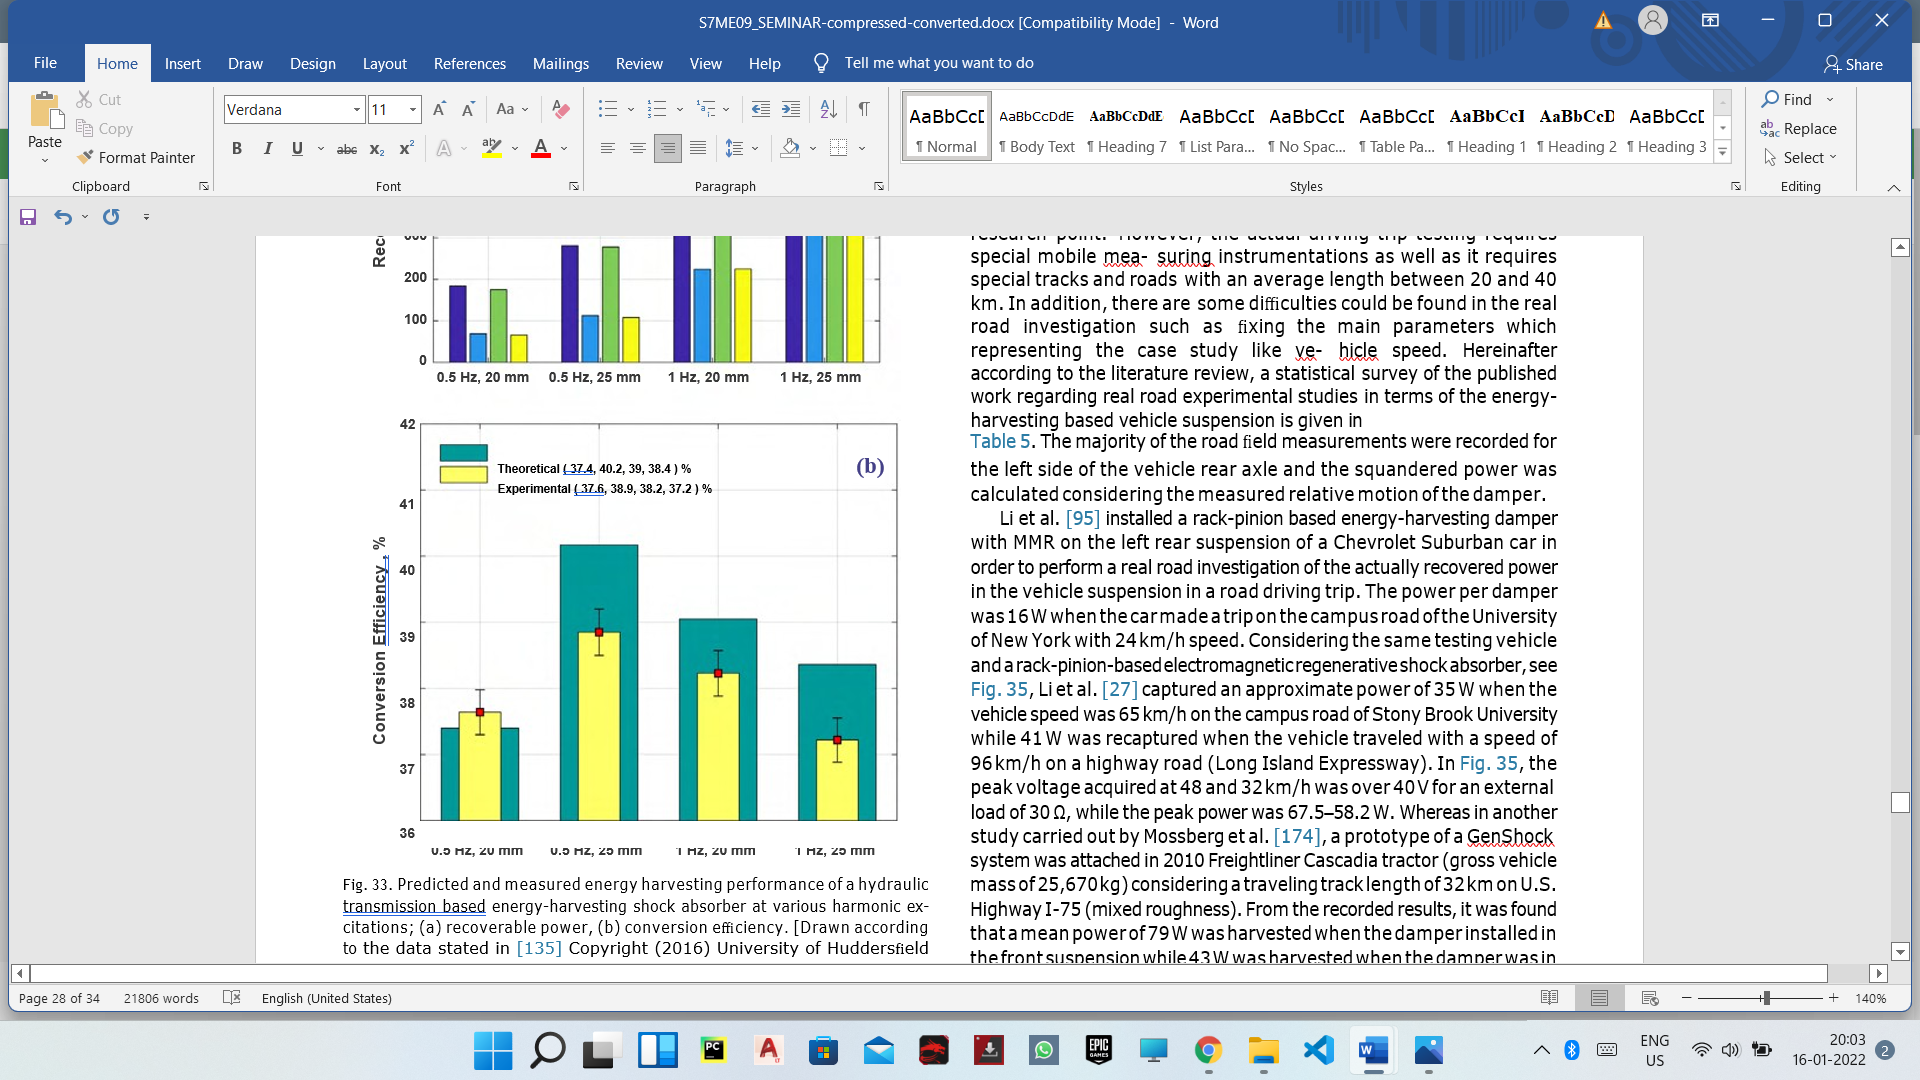 S7ME09_SEMINAR-compressed-converted.docx [Compatibility Mode] - Word
File Home Insert Draw Design Layout References Mailings Review View Help Tell me what you want to do Share
Paste
Cut
Copy
Format Painter
Clipboard
Verdana 11
Font
Paragraph
AaBbCcD AaBbCcDdE AaBbCcDdE AaBbCcD AaBbCcD AaBbCcD AaBbCcI AaBbCcD AaBbCcD
¶ Normal ¶ Body Text ¶ Heading 7 ¶ List Para... ¶ No Spac... ¶ Table Pa... ¶ Heading 1 ¶ Heading 2 ¶ Heading 3
Styles
Find
Replace
Select
Editing
300
200
100
0
0.5 Hz, 20 mm 0.5 Hz, 25 mm 1 Hz, 20 mm 1 Hz, 25 mm
42
41
40
39
38
37
36
Conversion Efficiency , %
Theoretical ( 37.4, 40.2, 39, 38.4 ) %
Experimental ( 37.6, 38.9, 38.2, 37.2 ) %
(b)
0.5 Hz, 20 mm 0.5 Hz, 25 mm 1 Hz, 20 mm 1 Hz, 25 mm
Fig. 33. Predicted and measured energy harvesting performance of a hydraulic
transmission based energy-harvesting shock absorber at various harmonic ex-
citations; (a) recoverable power, (b) conversion efficiency. [Drawn according
to the data stated in [135] Copyright (2016) University of Huddersfield
research point. However, the actual driving trip testing requires
special mobile mea- suring instrumentations as well as it requires
special tracks and roads with an average length between 20 and 40
km. In addition, there are some difficulties could be found in the real
road investigation such as fixing the main parameters which
representing the case study like ve- hicle speed. Hereinafter
according to the literature review, a statistical survey of the published
work regarding real road experimental studies in terms of the energy-
harvesting based vehicle suspension is given in
Table 5. The majority of the road field measurements were recorded for
the left side of the vehicle rear axle and the squandered power was
calculated considering the measured relative motion of the damper.
Li et al. [95] installed a rack-pinion based energy-harvesting damper
with MMR on the left rear suspension of a Chevrolet Suburban car in
order to perform a real road investigation of the actually recovered power
in the vehicle suspension in a road driving trip. The power per damper
was 16 W when the car made a trip on the campus road of the University
of New York with 24 km/h speed. Considering the same testing vehicle
and a rack-pinion-based electromagnetic regenerative shock absorber, see
Fig. 35, Li et al. [27] captured an approximate power of 35 W when the
vehicle speed was 65 km/h on the campus road of Stony Brook University
while 41 W was recaptured when the vehicle traveled with a speed of
96 km/h on a highway road (Long Island Expressway). In Fig. 35, the
peak voltage acquired at 48 and 32 km/h was over 40 V for an external
load of 30 Ω, while the peak power was 67.5–58.2 W. Whereas in another
study carried out by Mossberg et al. [174], a prototype of a GenShock
system was attached in 2010 Freightliner Cascadia tractor (gross vehicle
mass of 25,670 kg) considering a traveling track length of 32 km on U.S.
Highway I-75 (mixed roughness). From the recorded results, it was found
that a mean power of 79 W was harvested when the damper installed in
the front suspension while 43 W was harvested when the damper was in
Page 28 of 34 21806 words English (United States) 140%
ENG
US
20:03
16-01-2022
2